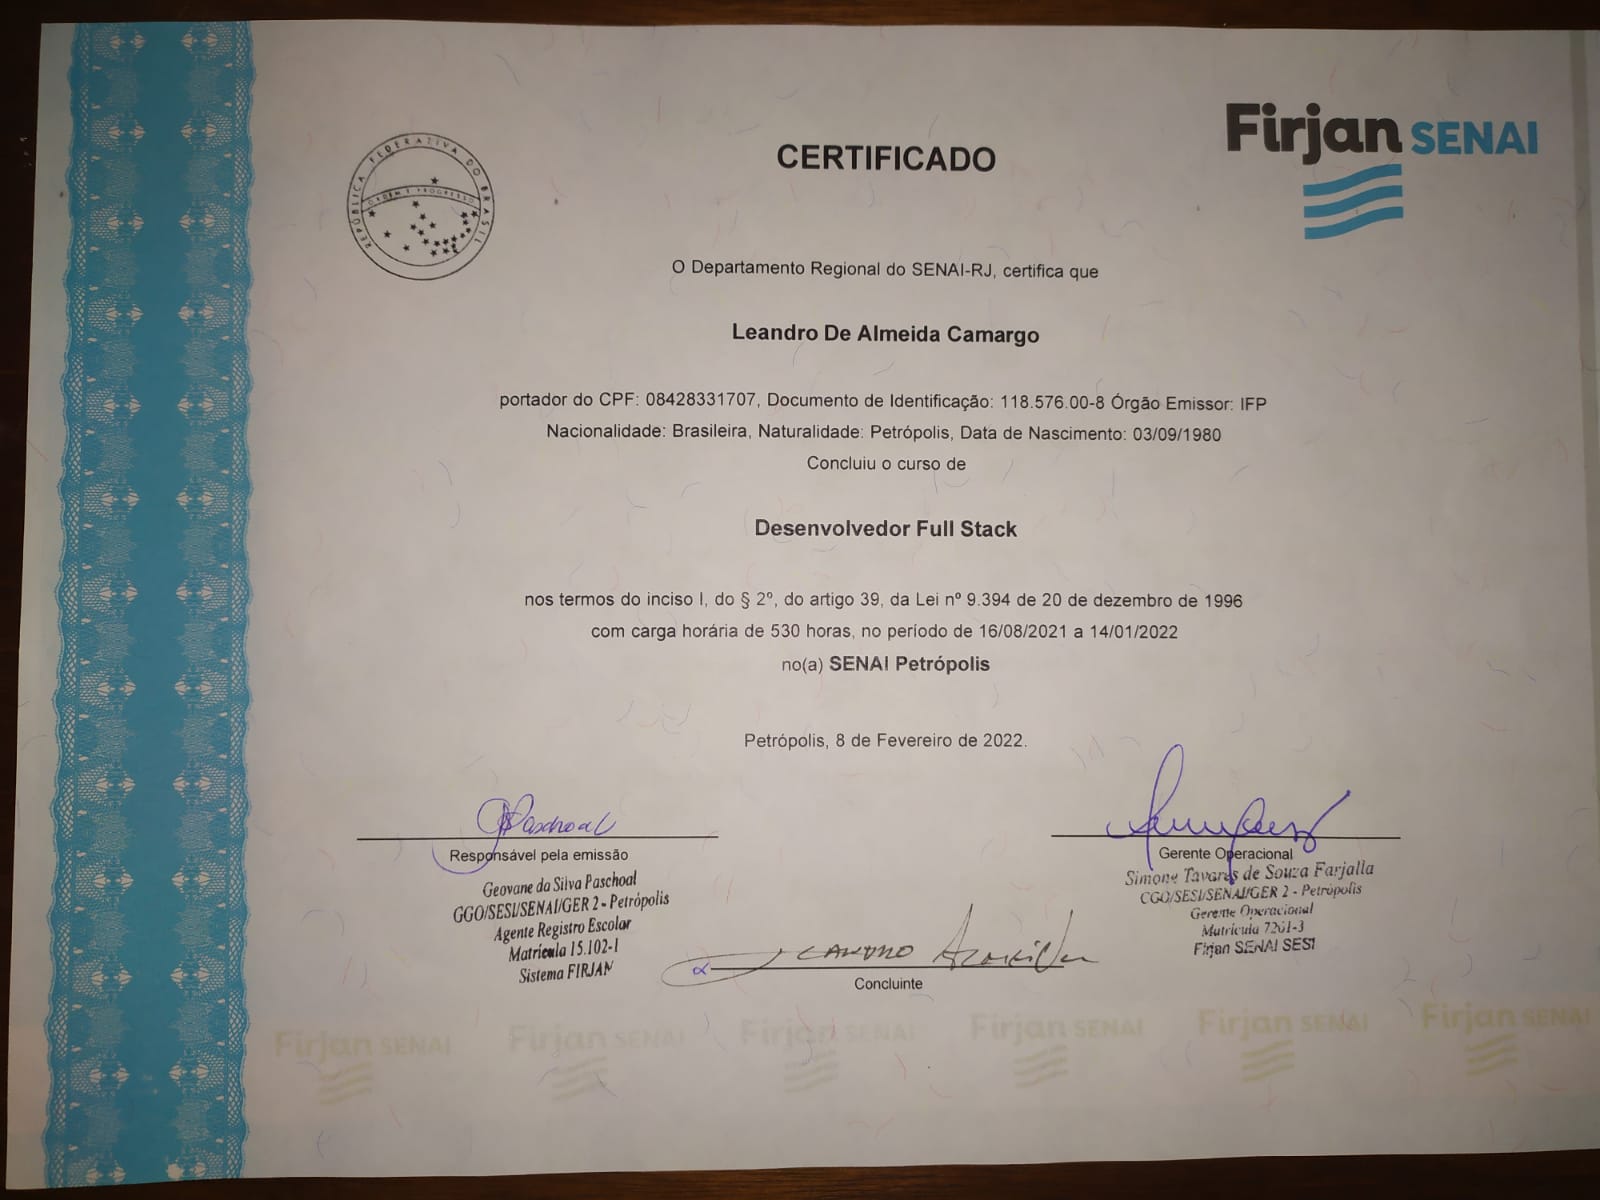 REPÚBLICA FEDERATIVA DO BRASIL
ORDEM E PROGRESSO
Firjan SENAI
CERTIFICADO
O Departamento Regional do SENAI-RJ, certifica que
Leandro De Almeida Camargo
portador do CPF: 08428331707, Documento de Identificação: 118.576.00-8 Órgão Emissor: IFP
Nacionalidade: Brasileira, Naturalidade: Petrópolis, Data de Nascimento: 03/09/1980
Concluiu o curso de
Desenvolvedor Full Stack
nos termos do inciso I, do § 2º, do artigo 39, da Lei nº 9.394 de 20 de dezembro de 1996
com carga horária de 530 horas, no período de 16/08/2021 a 14/01/2022
no(a) SENAI Petrópolis
Petrópolis, 8 de Fevereiro de 2022.
Paschoal
Responsável pela emissão
Geovane da Silva Paschoal
GGO/SESI/SENAI/GER 2 - Petrópolis
Agente Registro Escolar
Matrícula 15.102-1
Sistema FIRJAN
Gerente Operacional
Simone Tavares de Souza Farjalla
CGO/SESI/SENAI/GER 2 - Petrópolis
Gerente Operacional
Matrícula 7261-3
Firjan SENAI SESI
Leandro
Concluinte
Firjan SENAI Firjan SENAI Firjan SENAI Firjan SENAI Firjan SENAI Firjan SENAI